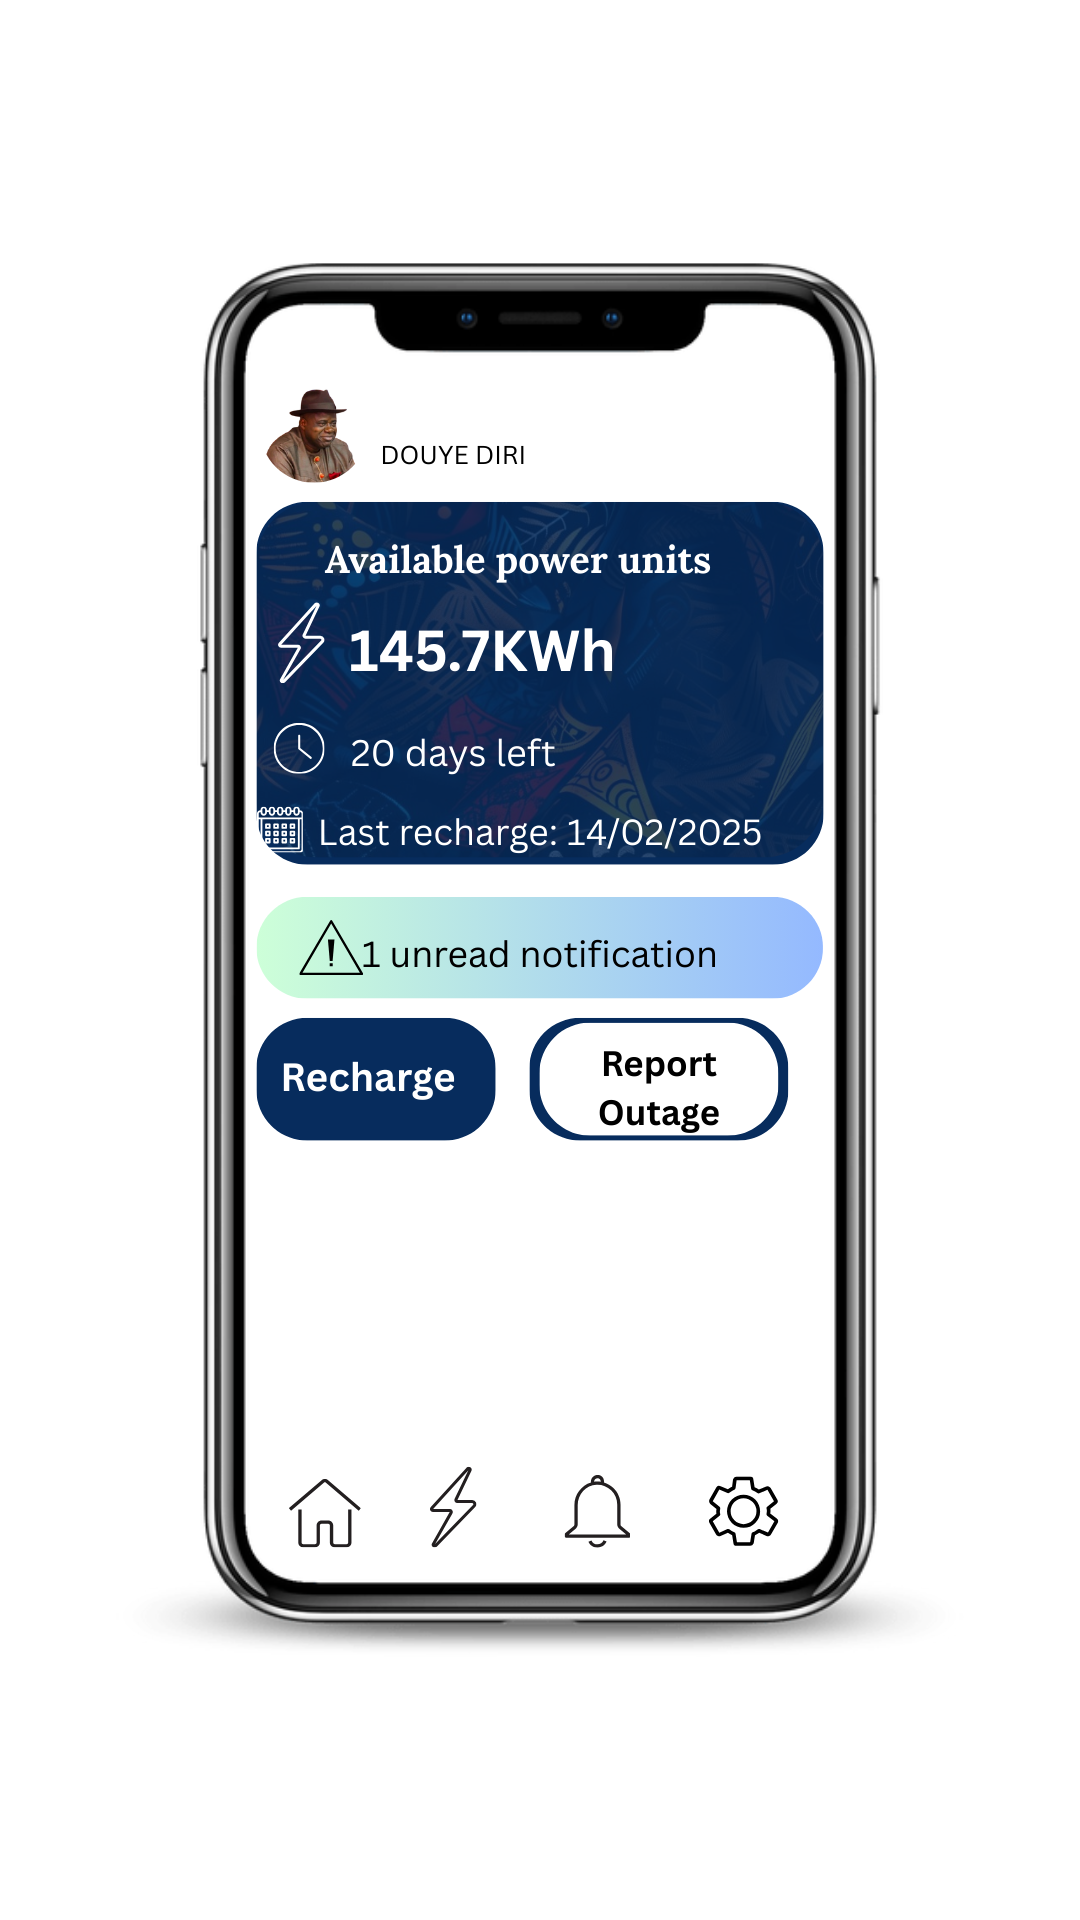 DOUYE DIRI
Available power units
145.7KWh
20 days left
Last recharge: 14/02/2025
1 unread notification
Recharge
Report
Outage